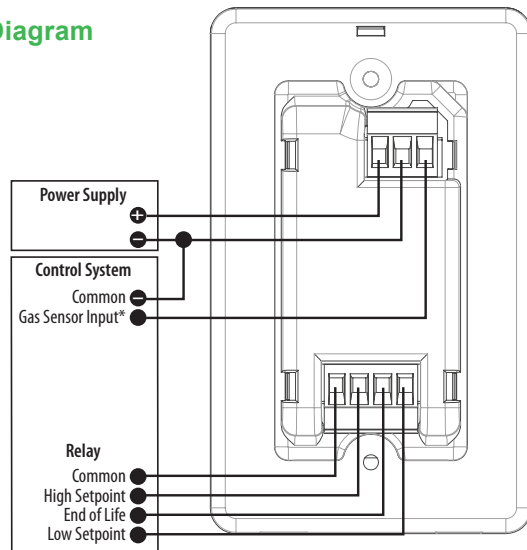 Diagram
Power Supply
+
−
Control System
Common −
Gas Sensor Input*
Relay
Common
High Setpoint
End of Life
Low Setpoint